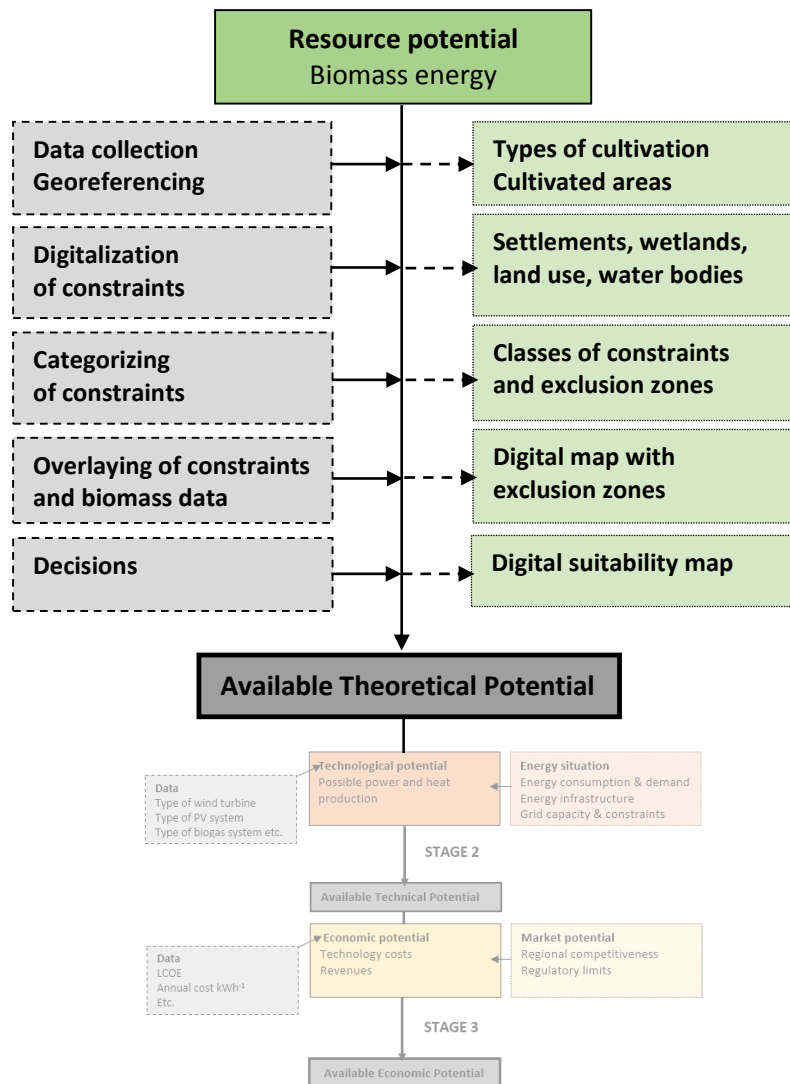 Resource potential
Biomass energy
Data collection
Georeferencing
Types of cultivation
Cultivated areas
Digitalization
of constraints
Settlements, wetlands,
land use, water bodies
Categorizing
of constraints
Classes of constraints
and exclusion zones
Overlaying of constraints
and biomass data
Digital map with
exclusion zones
Decisions
Digital suitability map
Available Theoretical Potential
Technological potential
Possible power and heat
production
Data
Type of wind turbine
Type of PV system
Type of biogas system etc.
Energy situation
Energy consumption & demand
Energy infrastructure
Grid capacity & constraints
STAGE 2
Available Technical Potential
Economic potential
Technology costs
Revenues
Data
LCOE
Annual cost kWh⁻¹
Etc.
Market potential
Regional competitiveness
Regulatory limits
STAGE 3
Available Economic Potential